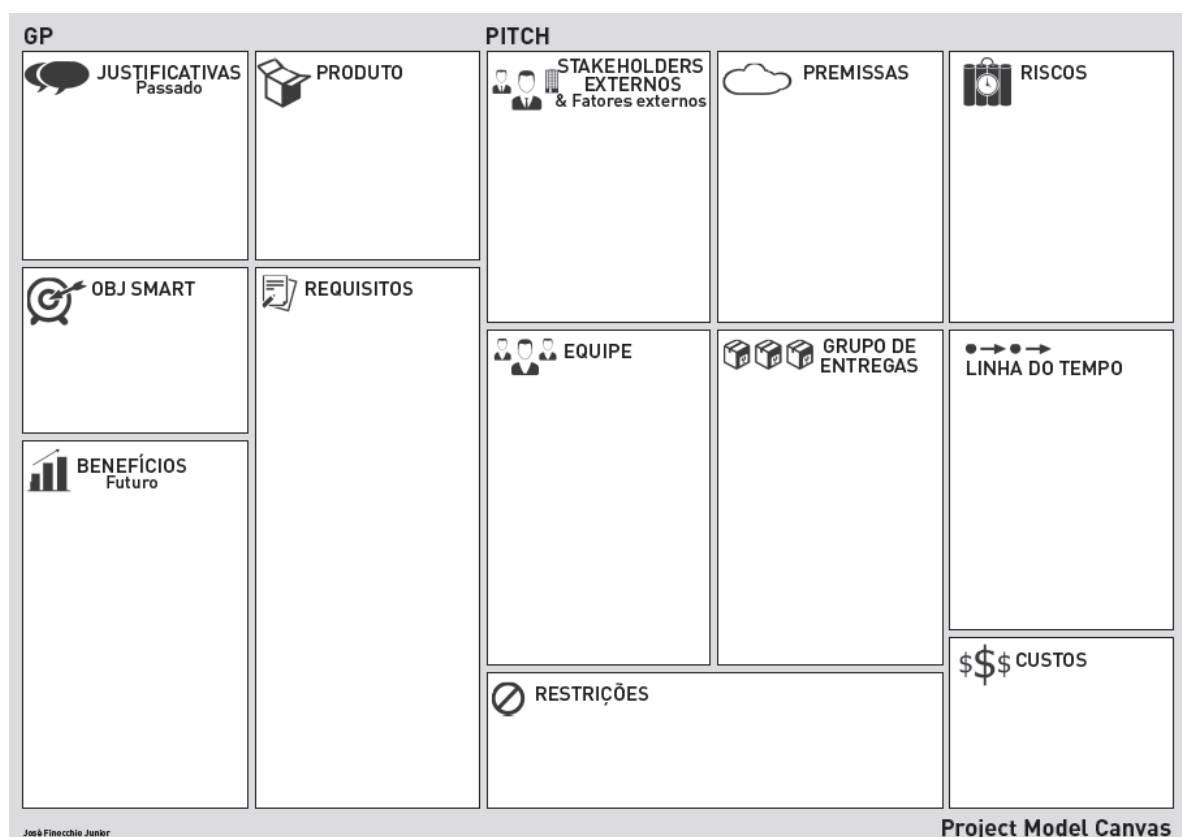 GP
PITCH
JUSTIFICATIVAS
Passado
PRODUTO
STAKEHOLDERS
EXTERNOS
& Fatores externos
PREMISSAS
RISCOS
OBJ SMART
REQUISITOS
EQUIPE
GRUPO DE
ENTREGAS
LINHA DO TEMPO
BENEFÍCIOS
Futuro
RESTRIÇÕES
$$$ CUSTOS
José Finocchio Junior
Project Model Canvas